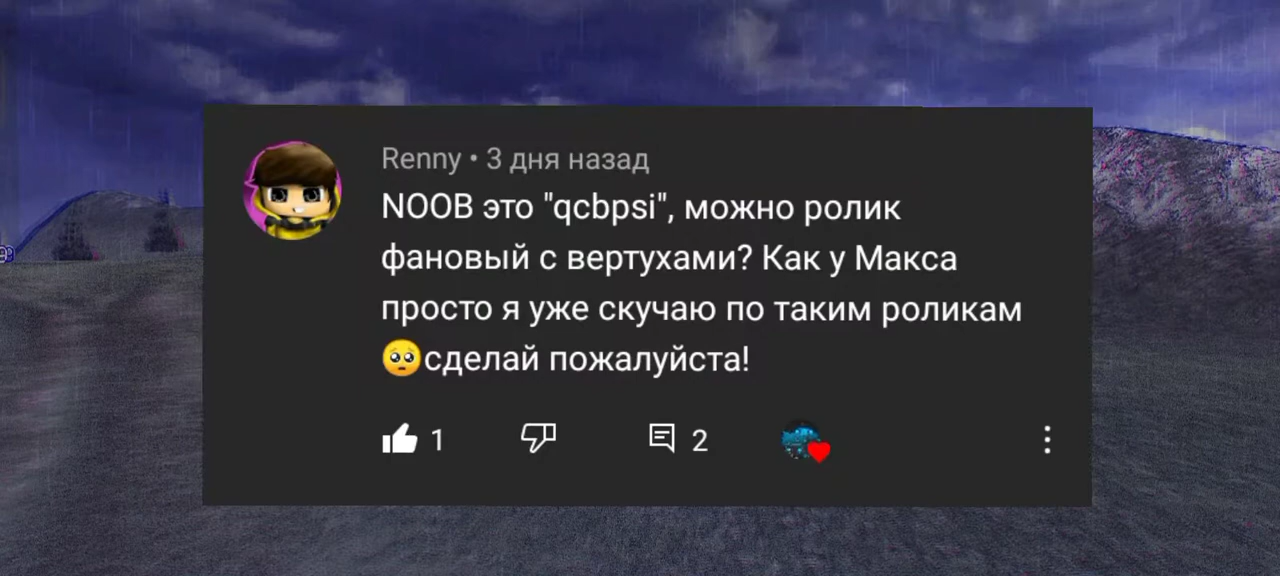 Renny • 3 дня назад
NOOB это "qcbpsi", можно ролик
фановый с вертухами? Как у Макса
просто я уже скучаю по таким роликам
🥺сделай пожалуйста!
1 2